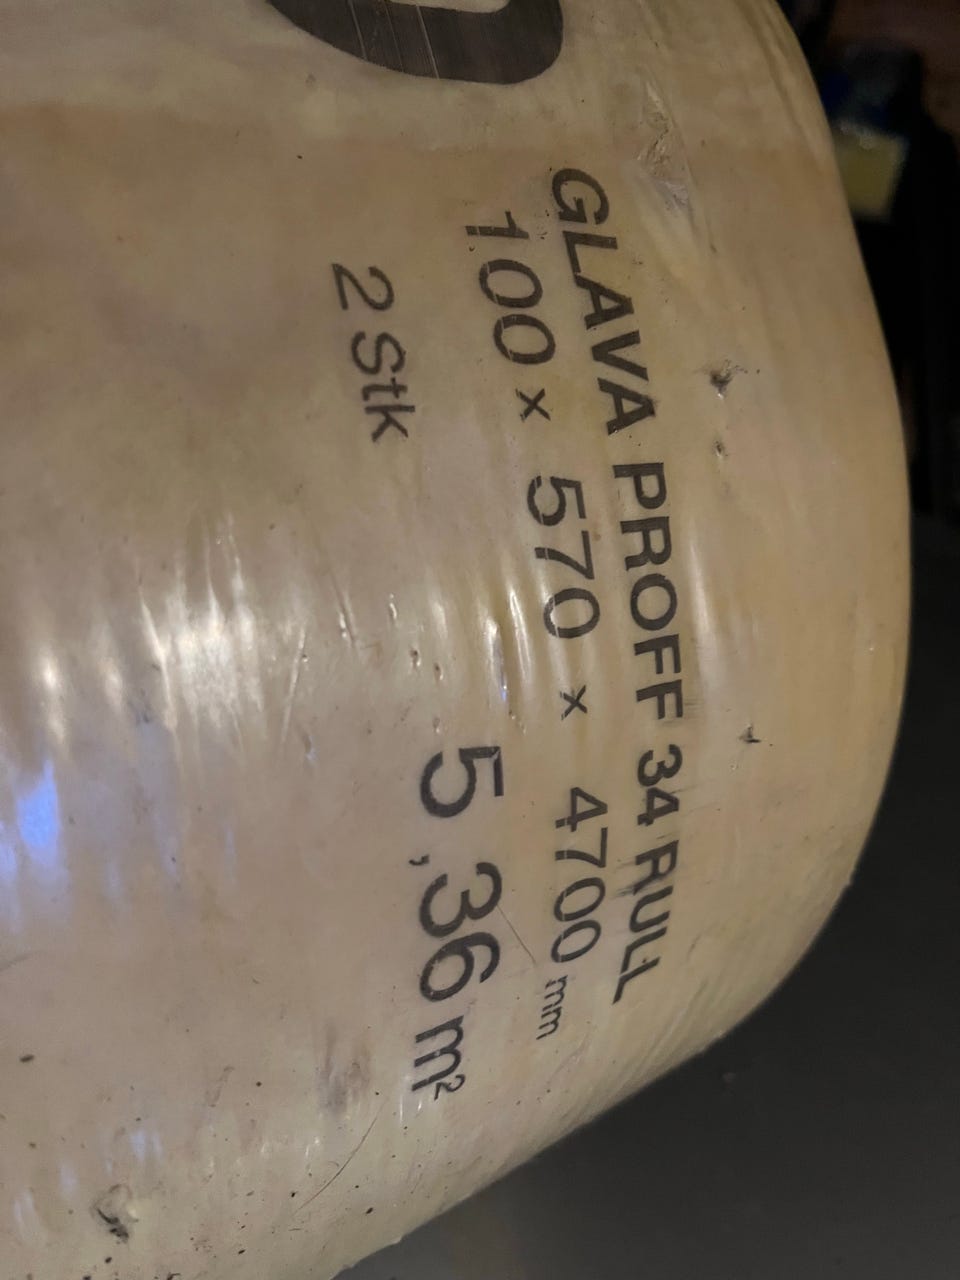 GLAVA PROFF 34 RULL
100 x 570 x 4700 mm
2 Stk 5,36 m²